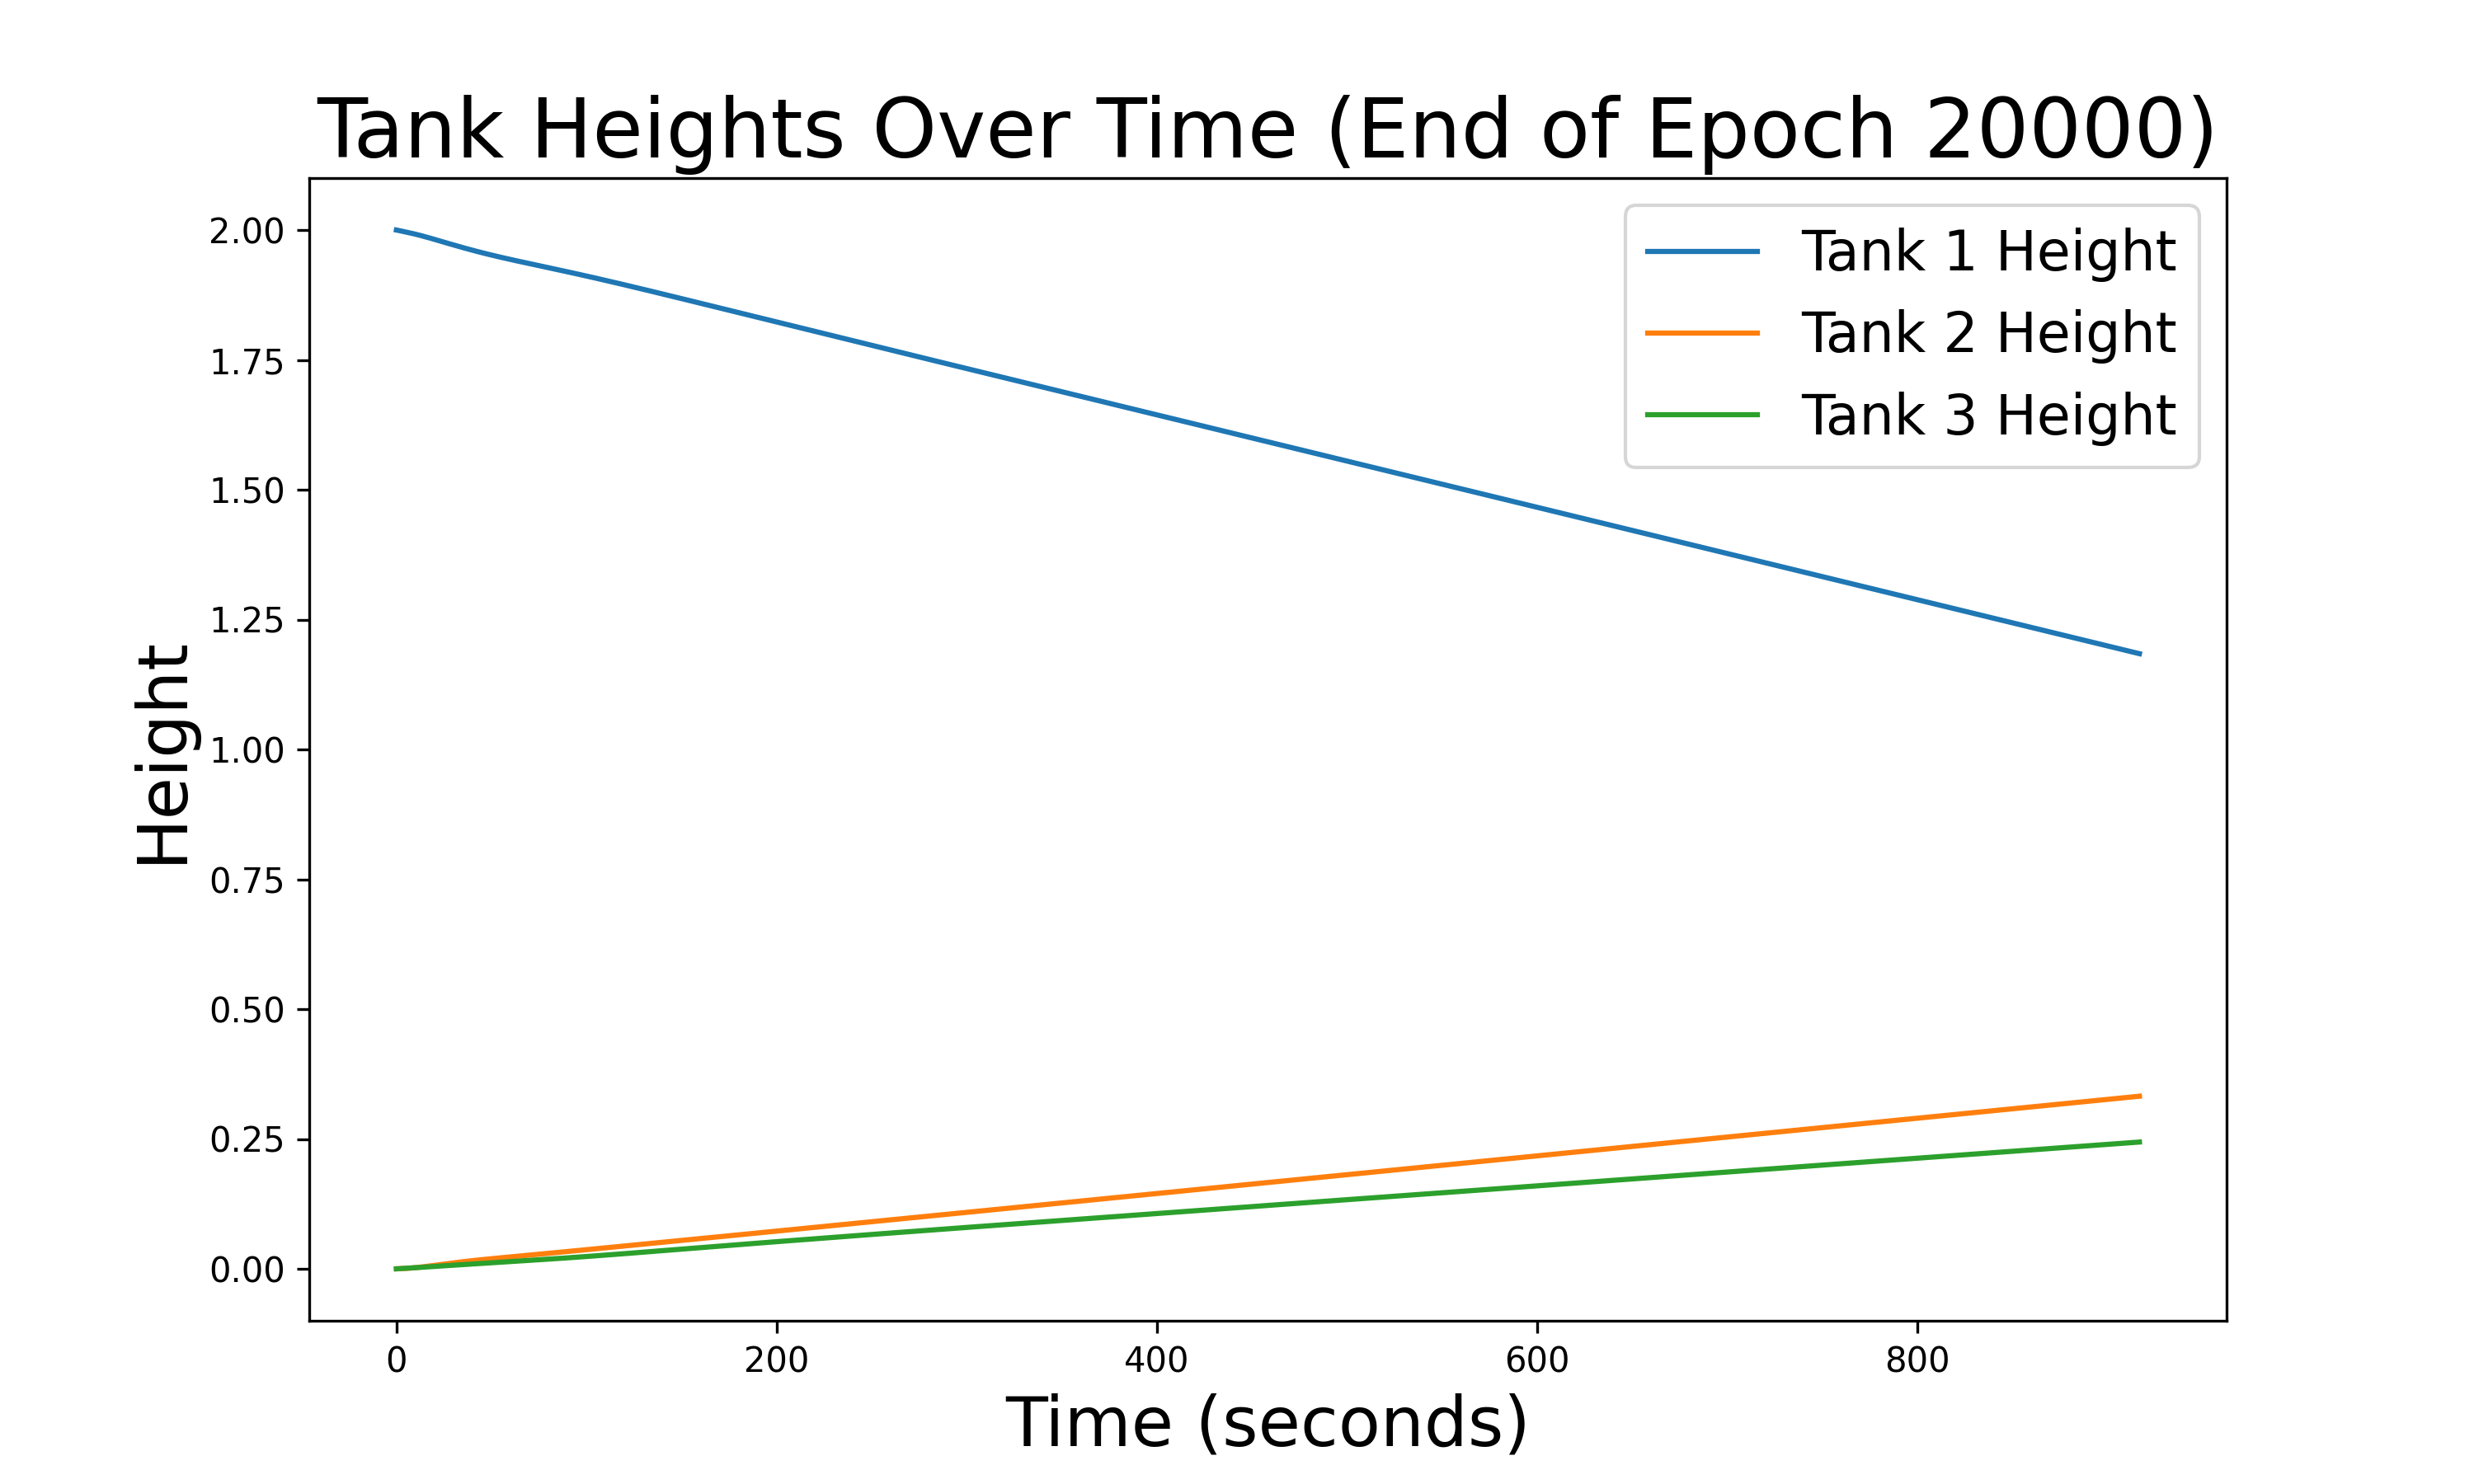 Tank Heights Over Time (End of Epoch 20000)
Tank 1 Height
Tank 2 Height
Tank 3 Height
Height
2.00
1.75
1.50
1.25
1.00
0.75
0.50
0.25
0.00
0 200 400 600 800
Time (seconds)